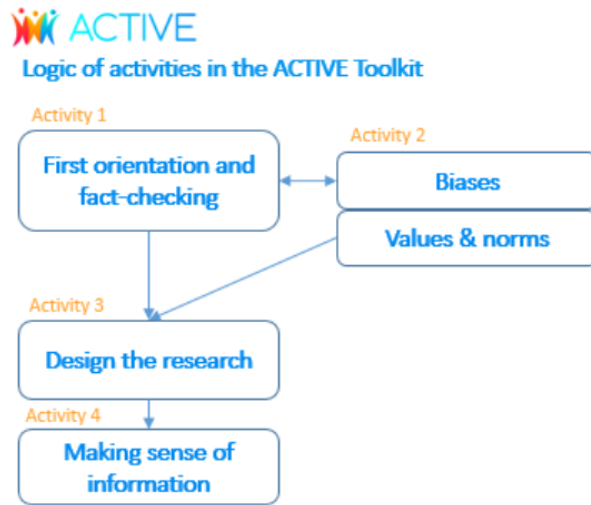 ACTIVE
Logic of activities in the ACTIVE Toolkit
Activity 1
First orientation and
fact-checking
Activity 2
Biases
Values & norms
Activity 3
Design the research
Activity 4
Making sense of
information